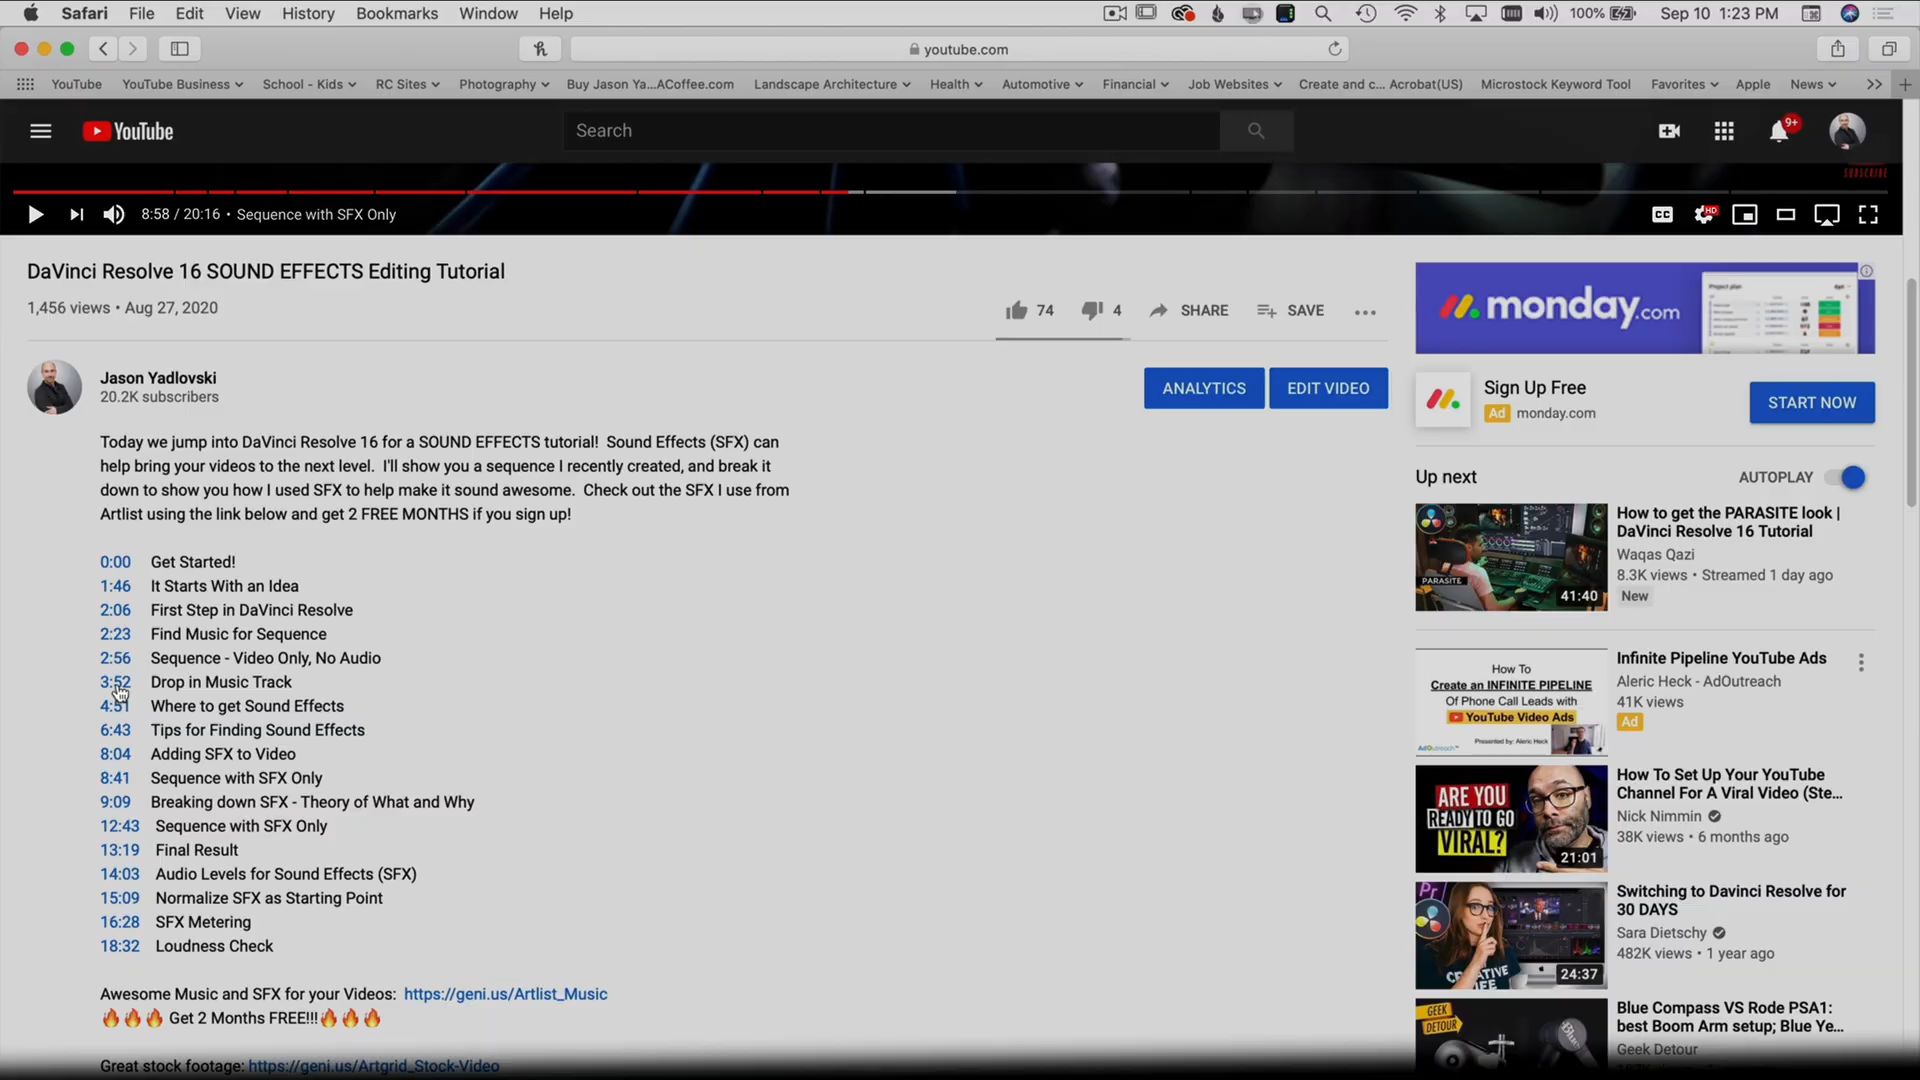 Safari File Edit View History Bookmarks Window Help 100% Sep 10 1:23 PM
youtube.com
YouTube YouTube Business School - Kids RC Sites Photography Buy Jason Ya...ACoffee.com Landscape Architecture Health Automotive Financial Job Websites Create and c... Acrobat(US) Microstock Keyword Tool Favorites Apple News
YouTube Search 9+
SUBSCRIBE
8:58 / 20:16 • Sequence with SFX Only CC HD
DaVinci Resolve 16 SOUND EFFECTS Editing Tutorial
1,456 views • Aug 27, 2020
74 4 SHARE SAVE
Jason Yadlovski
20.2K subscribers
ANALYTICS EDIT VIDEO
Today we jump into DaVinci Resolve 16 for a SOUND EFFECTS tutorial! Sound Effects (SFX) can
help bring your videos to the next level. I'll show you a sequence I recently created, and break it
down to show you how I used SFX to help make it sound awesome. Check out the SFX I use from
Artlist using the link below and get 2 FREE MONTHS if you sign up!
0:00 Get Started!
1:46 It Starts With an Idea
2:06 First Step in DaVinci Resolve
2:23 Find Music for Sequence
2:56 Sequence - Video Only, No Audio
3:52 Drop in Music Track
4:51 Where to get Sound Effects
6:43 Tips for Finding Sound Effects
8:04 Adding SFX to Video
8:41 Sequence with SFX Only
9:09 Breaking down SFX - Theory of What and Why
12:43 Sequence with SFX Only
13:19 Final Result
14:03 Audio Levels for Sound Effects (SFX)
15:09 Normalize SFX as Starting Point
16:28 SFX Metering
18:32 Loudness Check
Awesome Music and SFX for your Videos: https://geni.us/Artlist_Music
🔥🔥🔥 Get 2 Months FREE!!!🔥🔥🔥
Great stock footage: https://geni.us/Artgrid_Stock-Video
monday.com
Project plan
Sign Up Free
Ad monday.com
START NOW
Up next AUTOPLAY
PARASITE
41:40
How to get the PARASITE look |
DaVinci Resolve 16 Tutorial
Waqas Qazi
8.3K views • Streamed 1 day ago
New
How To
Create an INFINITE PIPELINE
Of Phone Call Leads with
YouTube Video Ads
AdOutreach Presented by: Aleric Heck
Infinite Pipeline YouTube Ads
Aleric Heck - AdOutreach
41K views
Ad
ARE YOU
READY TO GO
VIRAL?
21:01
How To Set Up Your YouTube
Channel For A Viral Video (Ste...
Nick Nimmin
38K views • 6 months ago
Pr
CREATIVE
24:37
Switching to Davinci Resolve for
30 DAYS
Sara Dietschy
482K views • 1 year ago
GEEK
DETOUR
Blue Compass VS Rode PSA1:
best Boom Arm setup; Blue Ye...
Geek Detour